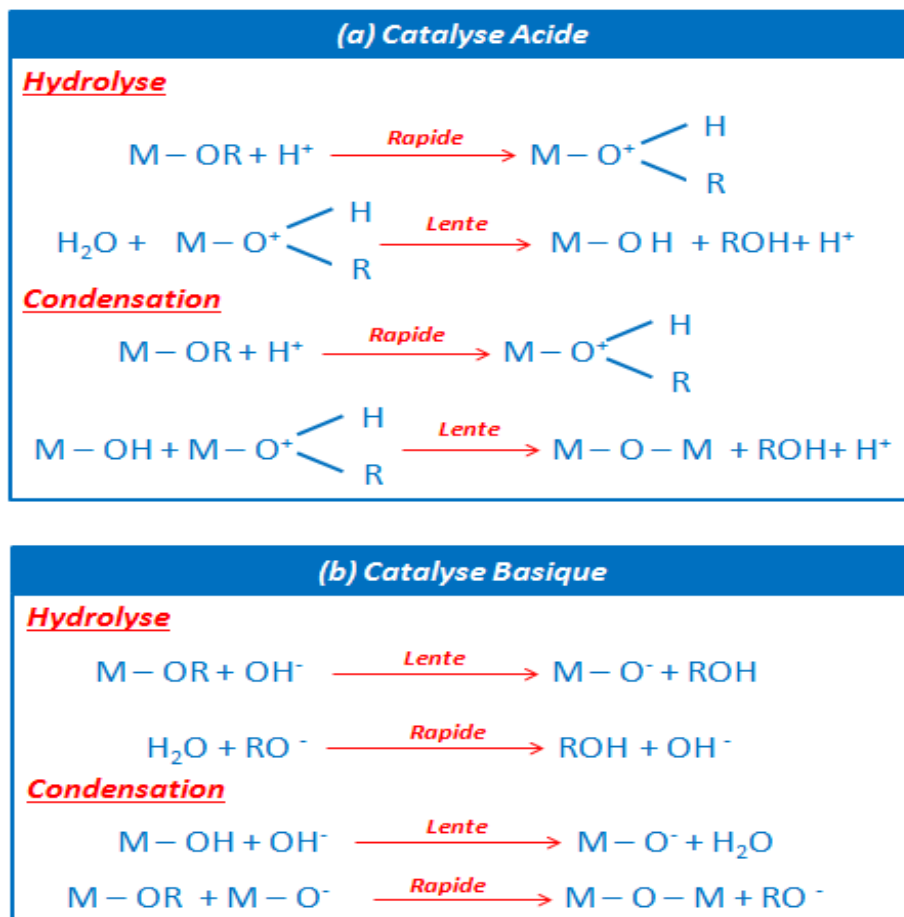 (a) Catalyse Acide
Hydrolyse
M – OR + H⁺ Rapide M – O⁺ H R
H₂O + M – O⁺ H R Lente M – O H + ROH+ H⁺
Condensation
M – OR + H⁺ Rapide M – O⁺ H R
M – OH + M – O⁺ H R Lente M – O – M + ROH+ H⁺
(b) Catalyse Basique
Hydrolyse
M – OR + OH⁻ Lente M – O⁻ + ROH
H₂O + RO ⁻ Rapide ROH + OH ⁻
Condensation
M – OH + OH⁻ Lente M – O⁻ + H₂O
M – OR + M – O⁻ Rapide M – O – M + RO ⁻